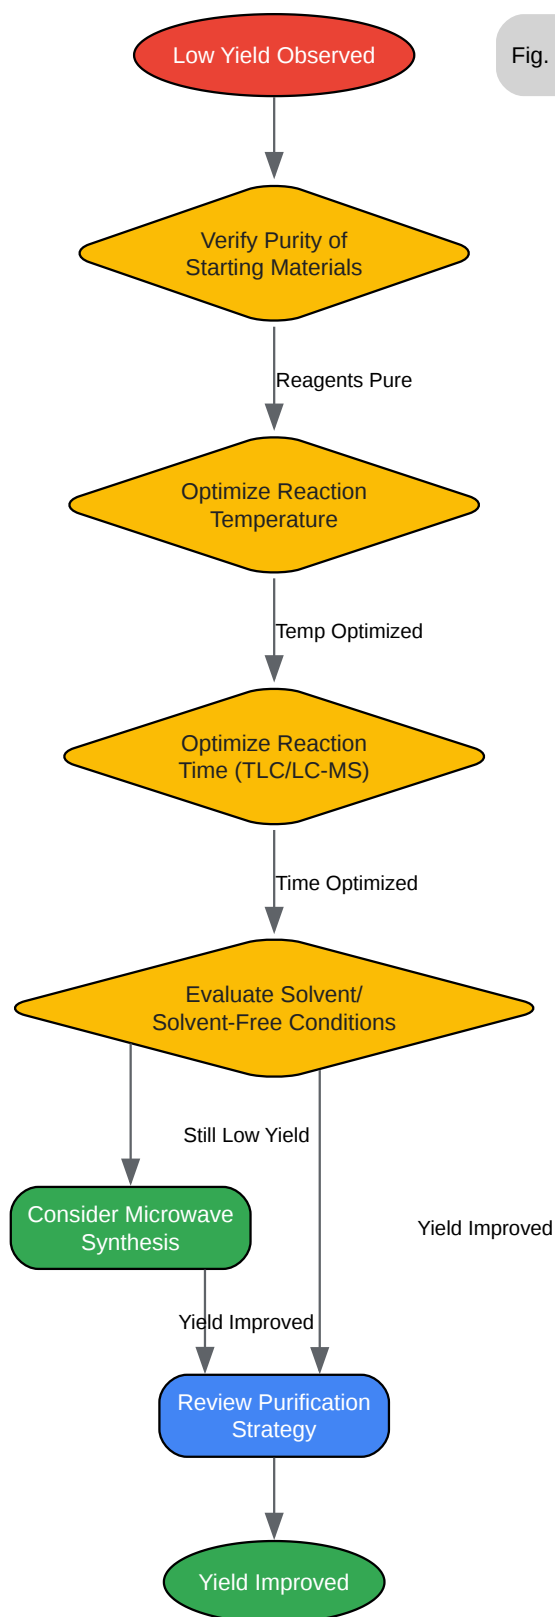 Low Yield Observed
Fig.
Verify Purity of
Starting Materials
Reagents Pure
Optimize Reaction
Temperature
Temp Optimized
Optimize Reaction
Time (TLC/LC-MS)
Time Optimized
Evaluate Solvent/
Solvent-Free Conditions
Still Low Yield
Consider Microwave
Synthesis
Yield Improved
Yield Improved
Review Purification
Strategy
Yield Improved